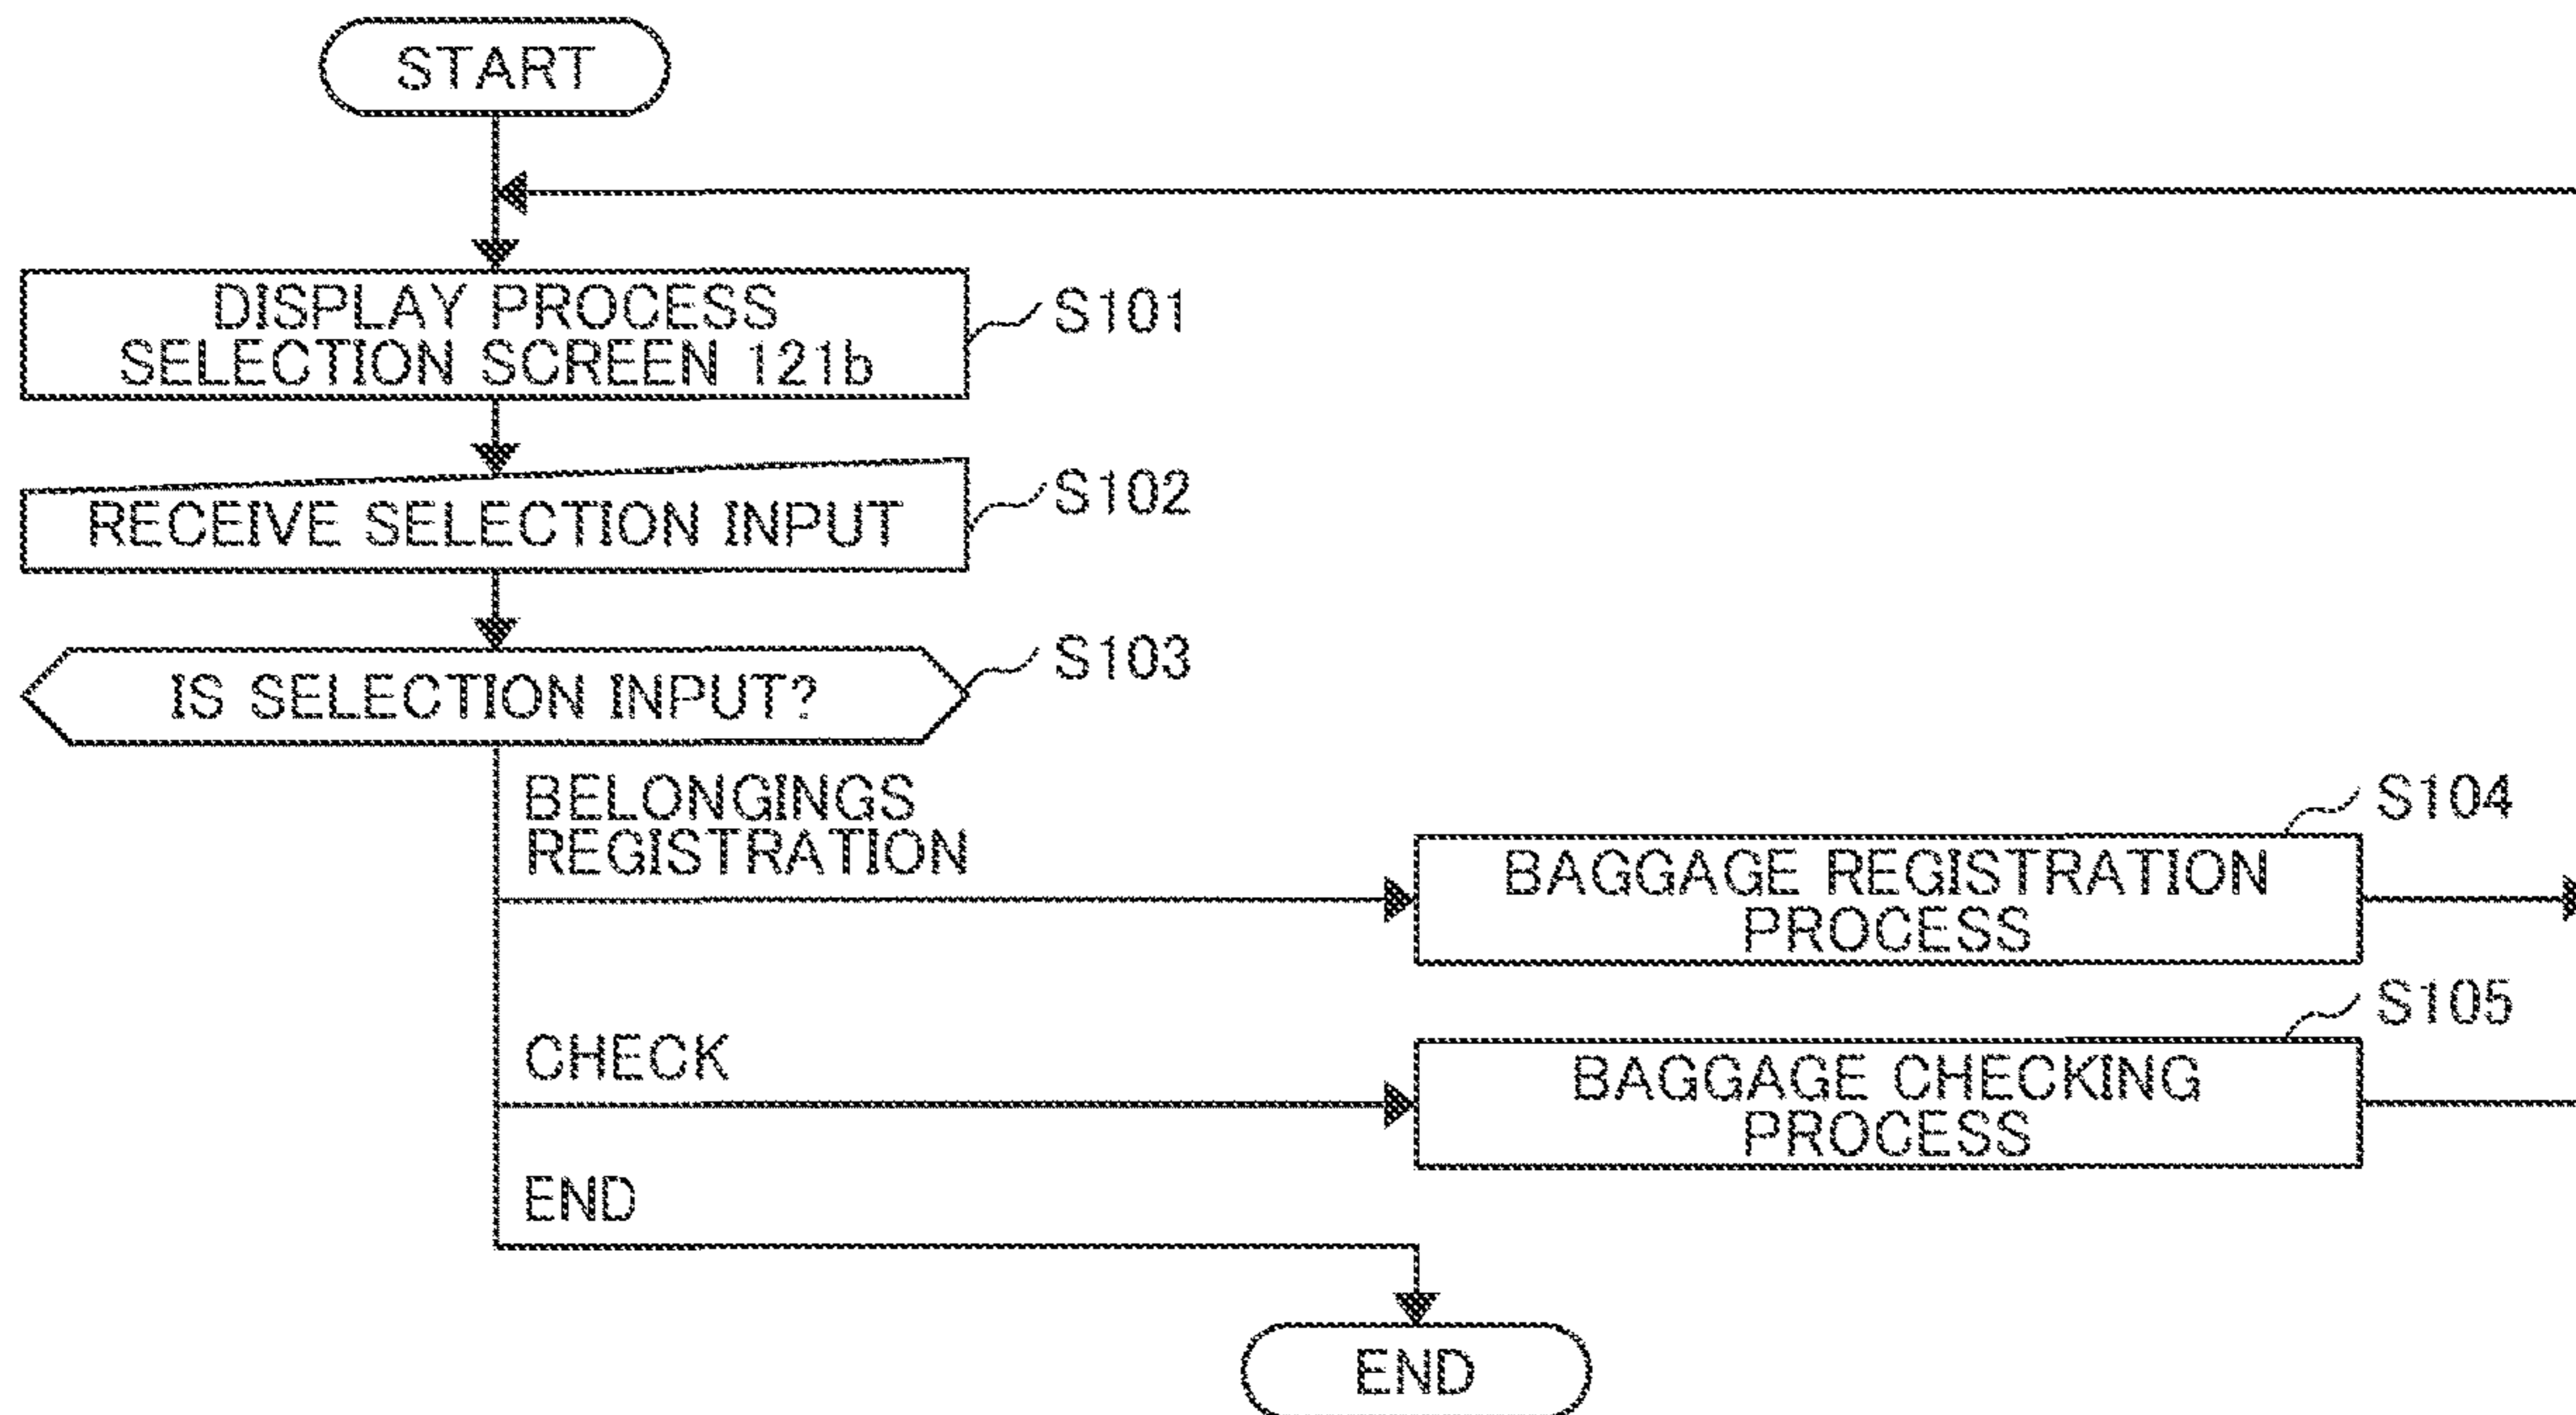 START
DISPLAY PROCESS
SELECTION SCREEN 121b
S101
RECEIVE SELECTION INPUT
S102
IS SELECTION INPUT?
S103
BELONGINGS
REGISTRATION
BAGGAGE REGISTRATION
PROCESS
S104
CHECK
BAGGAGE CHECKING
PROCESS
S105
END
END